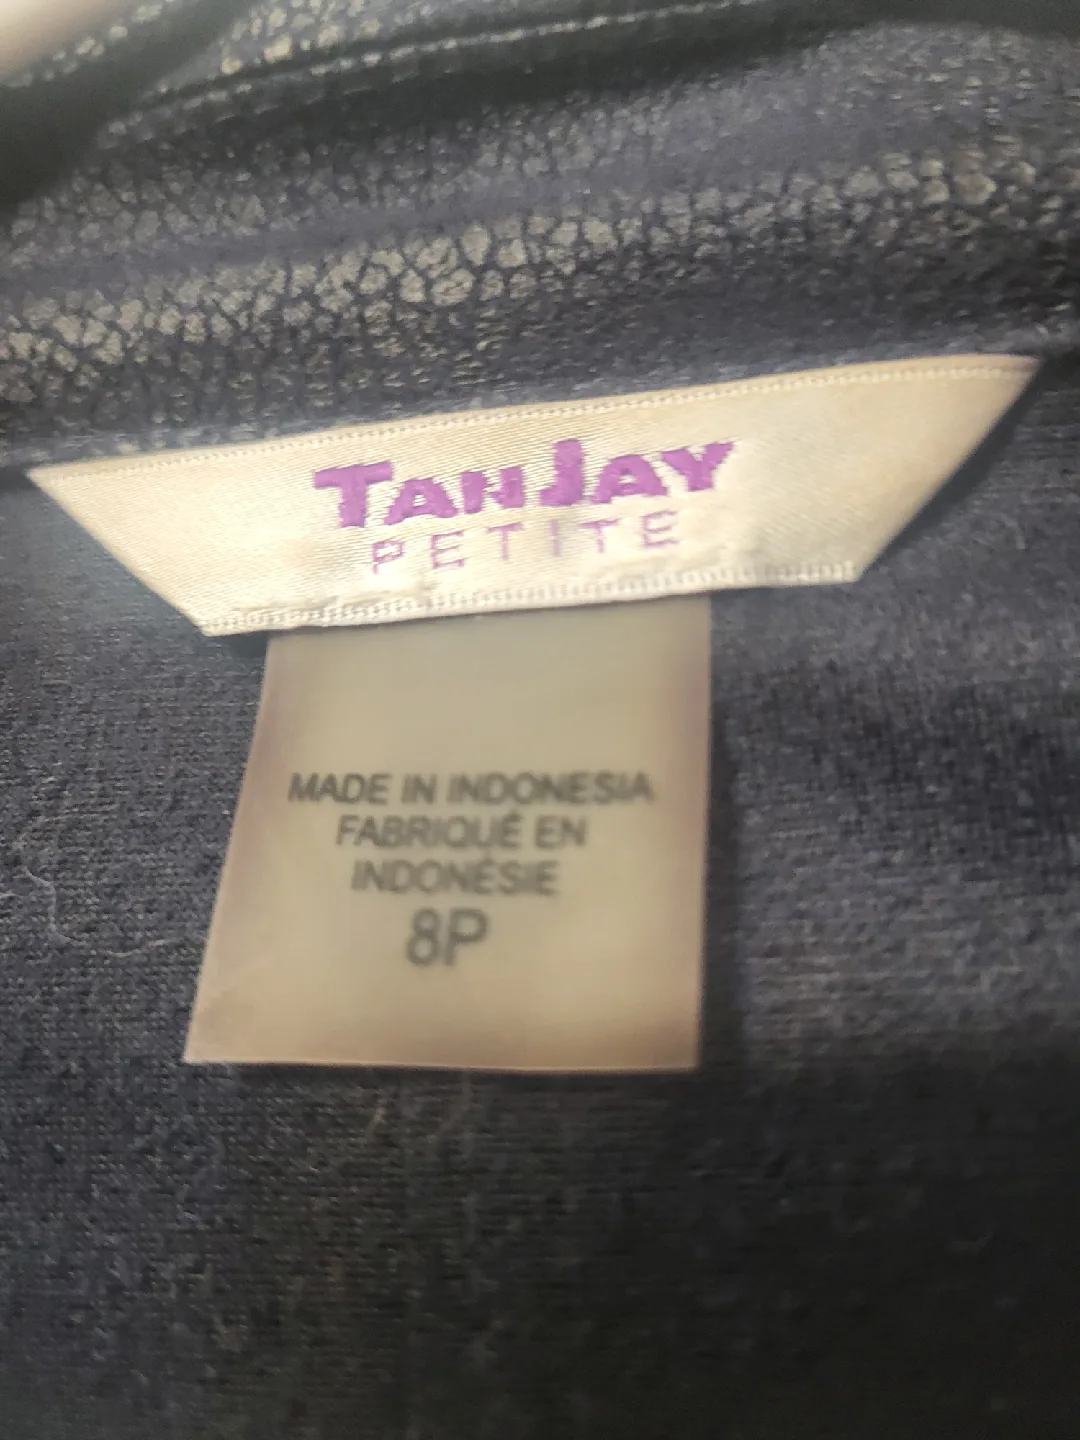 TANJAY
PETITE
MADE IN INDONESIA
FABRIQUÉ EN
INDONÉSIE
8P